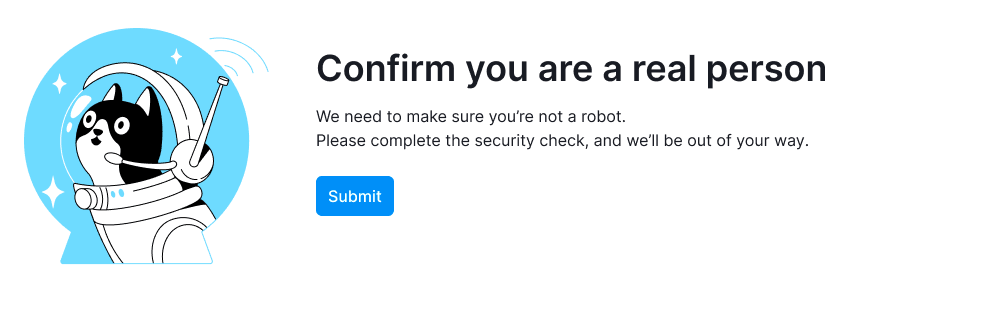 Confirm you are a real person
We need to make sure you’re not a robot.
Please complete the security check, and we’ll be out of your way.
Submit